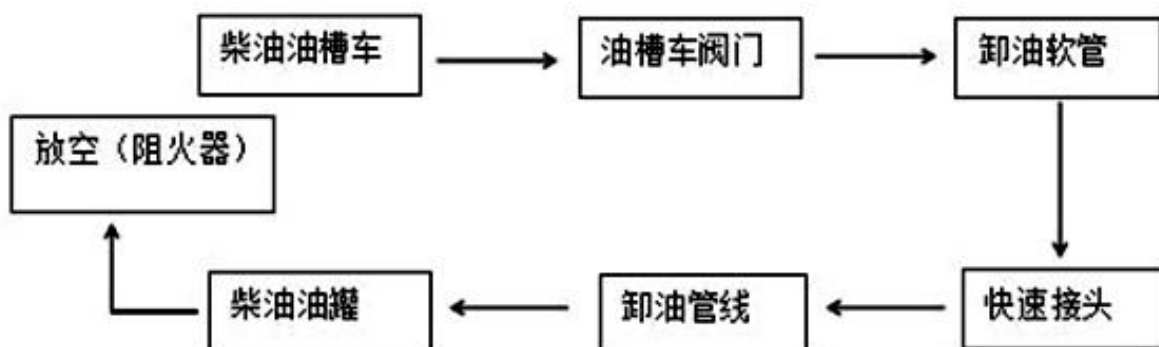 柴油油槽车
油槽车阀门
卸油软管
放空（阻火器）
柴油油罐
卸油管线
快速接头